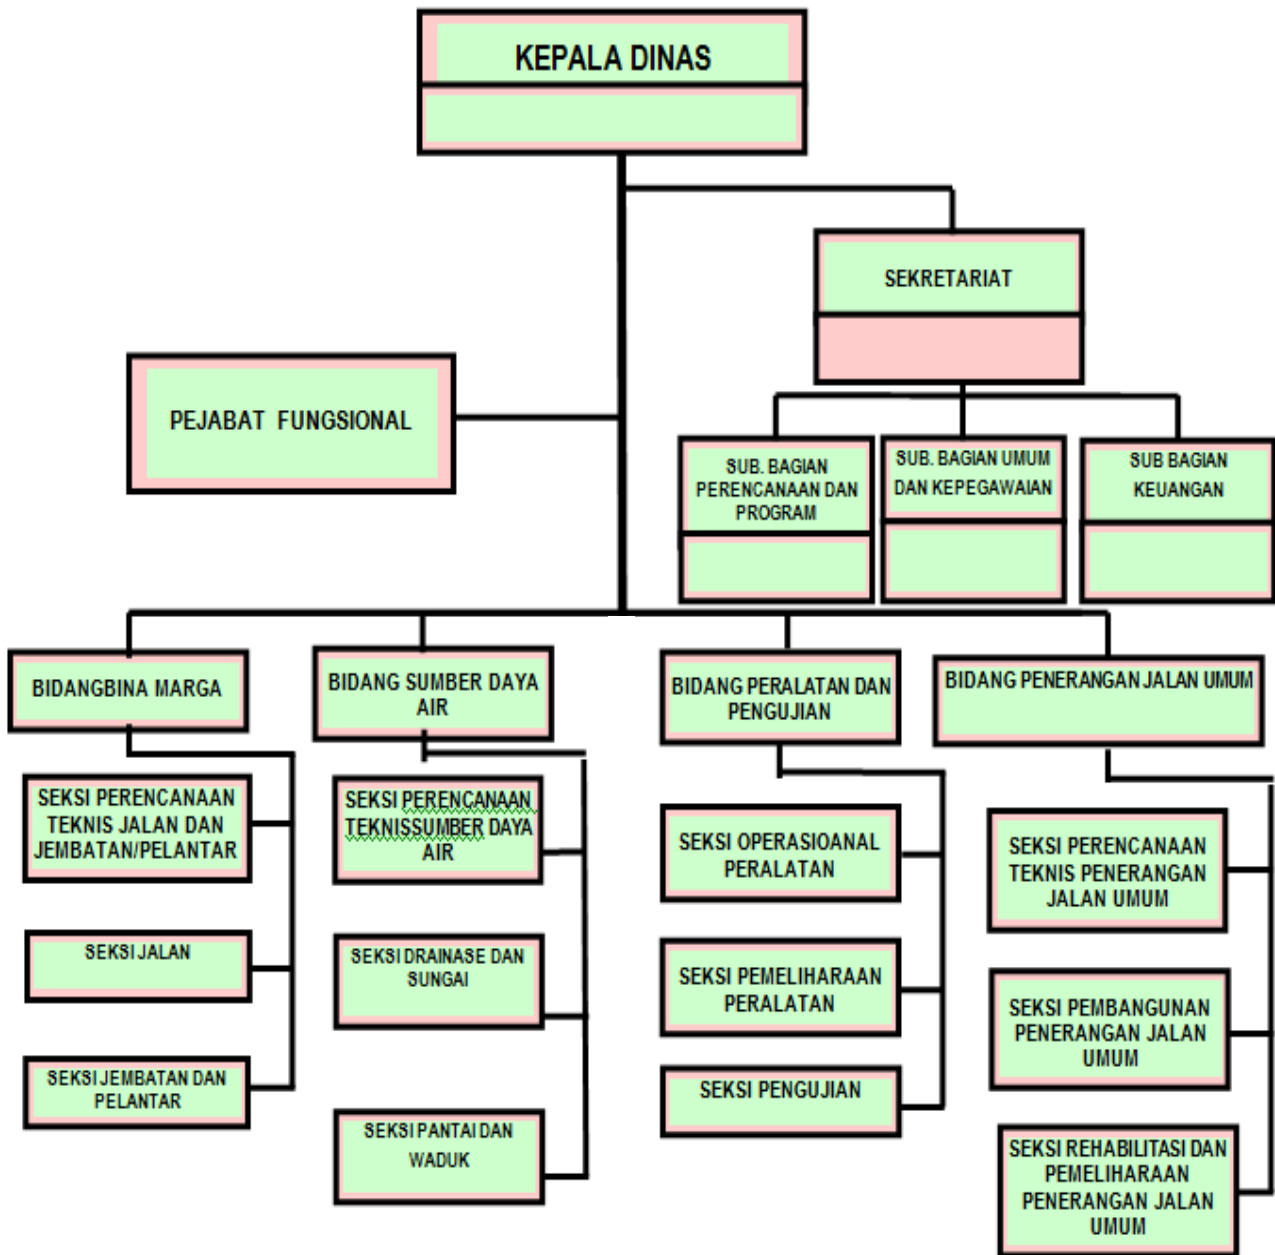 KEPALA DINAS
SEKRETARIAT
PEJABAT FUNGSIONAL
SUB. BAGIAN
PERENCANAAN DAN
PROGRAM
SUB. BAGIAN UMUM
DAN KEPEGAWAIAN
SUB BAGIAN
KEUANGAN
BIDANGBINA MARGA
BIDANG SUMBER DAYA
AIR
BIDANG PERALATAN DAN
PENGUJIAN
BIDANG PENERANGAN JALAN UMUM
SEKSI PERENCANAAN
TEKNIS JALAN DAN
JEMBATAN/PELANTAR
SEKSI JALAN
SEKSI JEMBATAN DAN
PELANTAR
SEKSI PERENCANAAN
TEKNISSUMBER DAYA
AIR
SEKSI DRAINASE DAN
SUNGAI
SEKSI PANTAI DAN
WADUK
SEKSI OPERASIOANAL
PERALATAN
SEKSI PEMELIHARAAN
PERALATAN
SEKSI PENGUJIAN
SEKSI PERENCANAAN
TEKNIS PENERANGAN
JALAN UMUM
SEKSI PEMBANGUNAN
PENERANGAN JALAN
UMUM
SEKSI REHABILITASI DAN
PEMELIHARAAN
PENERANGAN JALAN
UMUM